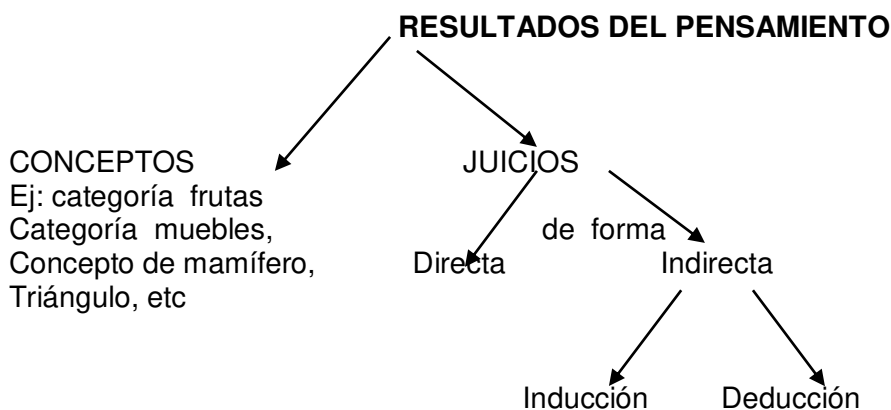 RESULTADOS DEL PENSAMIENTO
CONCEPTOS
Ej: categoría frutas
Categoría muebles,
Concepto de mamífero,
Triángulo, etc
JUICIOS
de forma
Directa
Indirecta
Inducción
Deducción